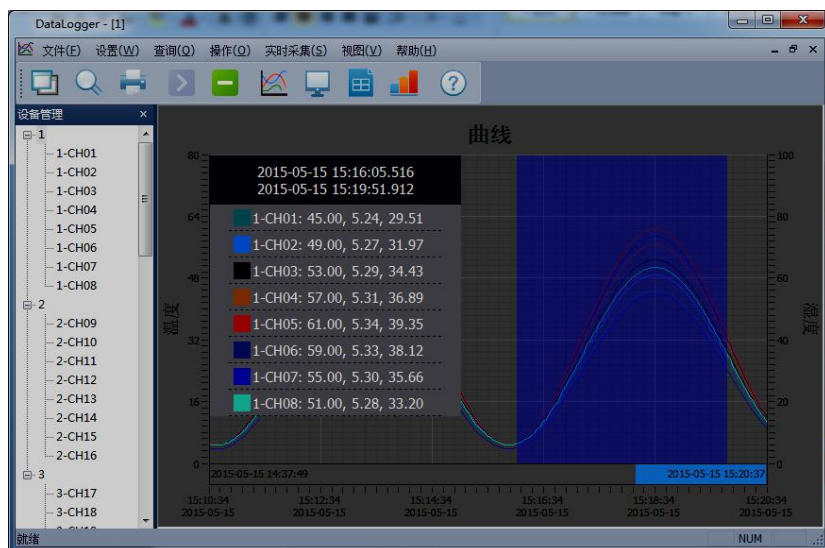 DataLogger - [1]
文件(F) 设置(W) 查询(Q) 操作(O) 实时采集(S) 视图(V) 帮助(H)
设备管理
1
1-CH01
1-CH02
1-CH03
1-CH04
1-CH05
1-CH06
1-CH07
1-CH08
2
2-CH09
2-CH10
2-CH11
2-CH12
2-CH13
2-CH14
2-CH15
2-CH16
3
3-CH17
3-CH18
曲线
2015-05-15 15:16:05.516
2015-05-15 15:19:51.912
1-CH01: 45.00, 5.24, 29.51
1-CH02: 49.00, 5.27, 31.97
1-CH03: 53.00, 5.29, 34.43
1-CH04: 57.00, 5.31, 36.89
1-CH05: 61.00, 5.34, 39.35
1-CH06: 59.00, 5.33, 38.12
1-CH07: 55.00, 5.30, 35.66
1-CH08: 51.00, 5.28, 33.20
温度
80
64
48
32
16
0
湿度
100
80
60
40
20
0
2015-05-15 14:37:49 2015-05-15 15:20:37
15:10:34 15:12:34 15:14:34 15:16:34 15:18:34 15:20:34
2015-05-15 2015-05-15 2015-05-15 2015-05-15 2015-05-15 2015-05-15
就绪 NUM